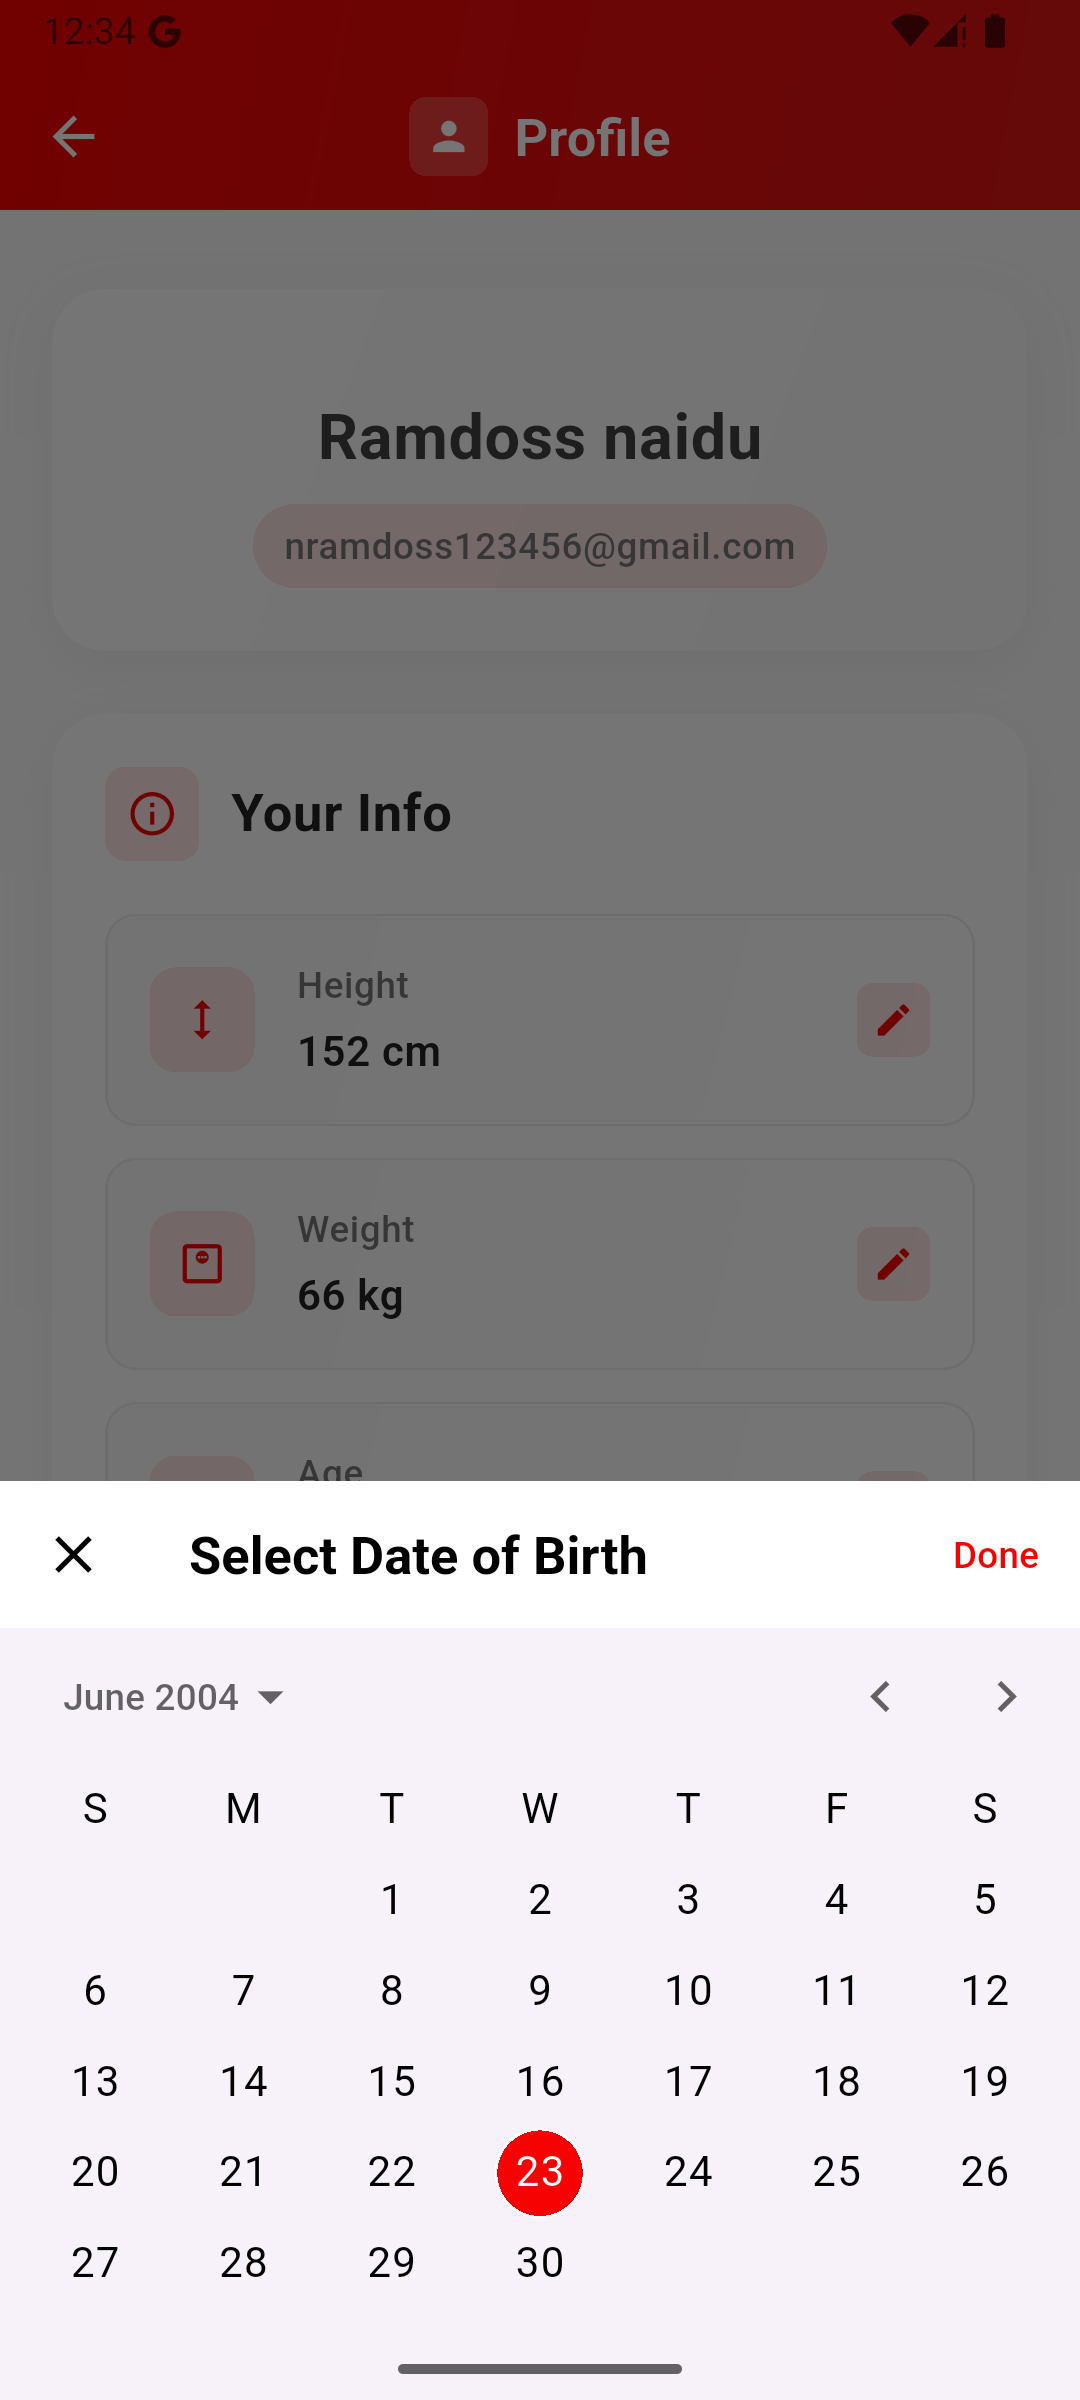 12:34
Profile
Ramdoss naidu
nramdoss123456@gmail.com
Your Info
Height
152 cm
Weight
66 kg
Age
Select Date of Birth
Done
June 2004
S M T W T F S
1 2 3 4 5
6 7 8 9 10 11 12
13 14 15 16 17 18 19
20 21 22 23 24 25 26
27 28 29 30